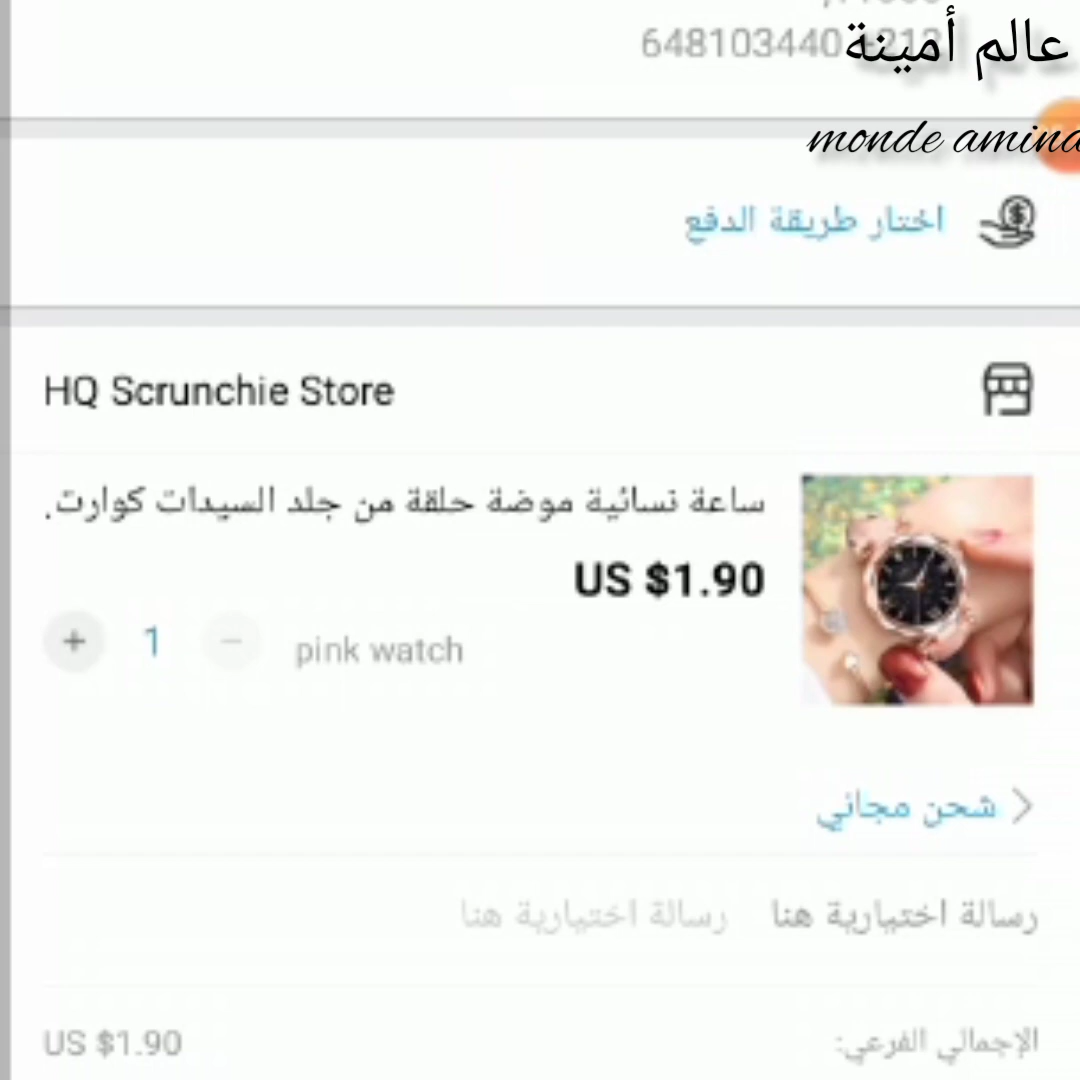 عالم أمينة
648103440
monde amina
اختار طريقة الدفع
HQ Scrunchie Store
ساعة نسائية موضة حلقة من جلد السيدات كوارت.
US $1.90
pink watch
− 1 +
شحن مجاني
رسالة اختيارية هنا رسالة اختيارية هنا
الإجمالي الفرعي: US $1.90